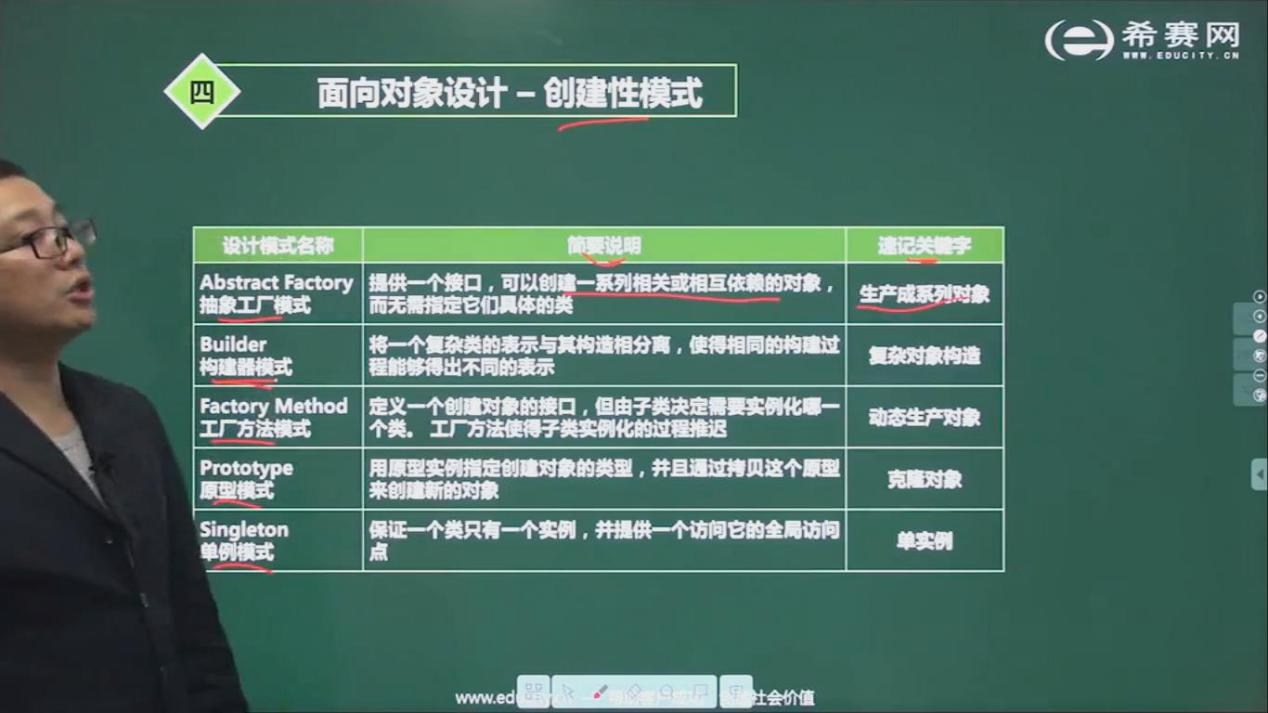 希赛网
WWW.EDUCITY.CN
四
面向对象设计 – 创建性模式
设计模式名称
简要说明
速记关键字
Abstract Factory
抽象工厂模式
提供一个接口，可以创建一系列相关或相互依赖的对象，
而无需指定它们具体的类
生产成系列对象
Builder
构建器模式
将一个复杂类的表示与其构造相分离，使得相同的构建过
程能够得出不同的表示
复杂对象构造
Factory Method
工厂方法模式
定义一个创建对象的接口，但由子类决定需要实例化哪一
个类。 工厂方法使得子类实例化的过程推迟
动态生产对象
Prototype
原型模式
用原型实例指定创建对象的类型，并且通过拷贝这个原型
来创建新的对象
克隆对象
Singleton
单例模式
保证一个类只有一个实例，并提供一个访问它的全局访问
点
单实例
社会价值